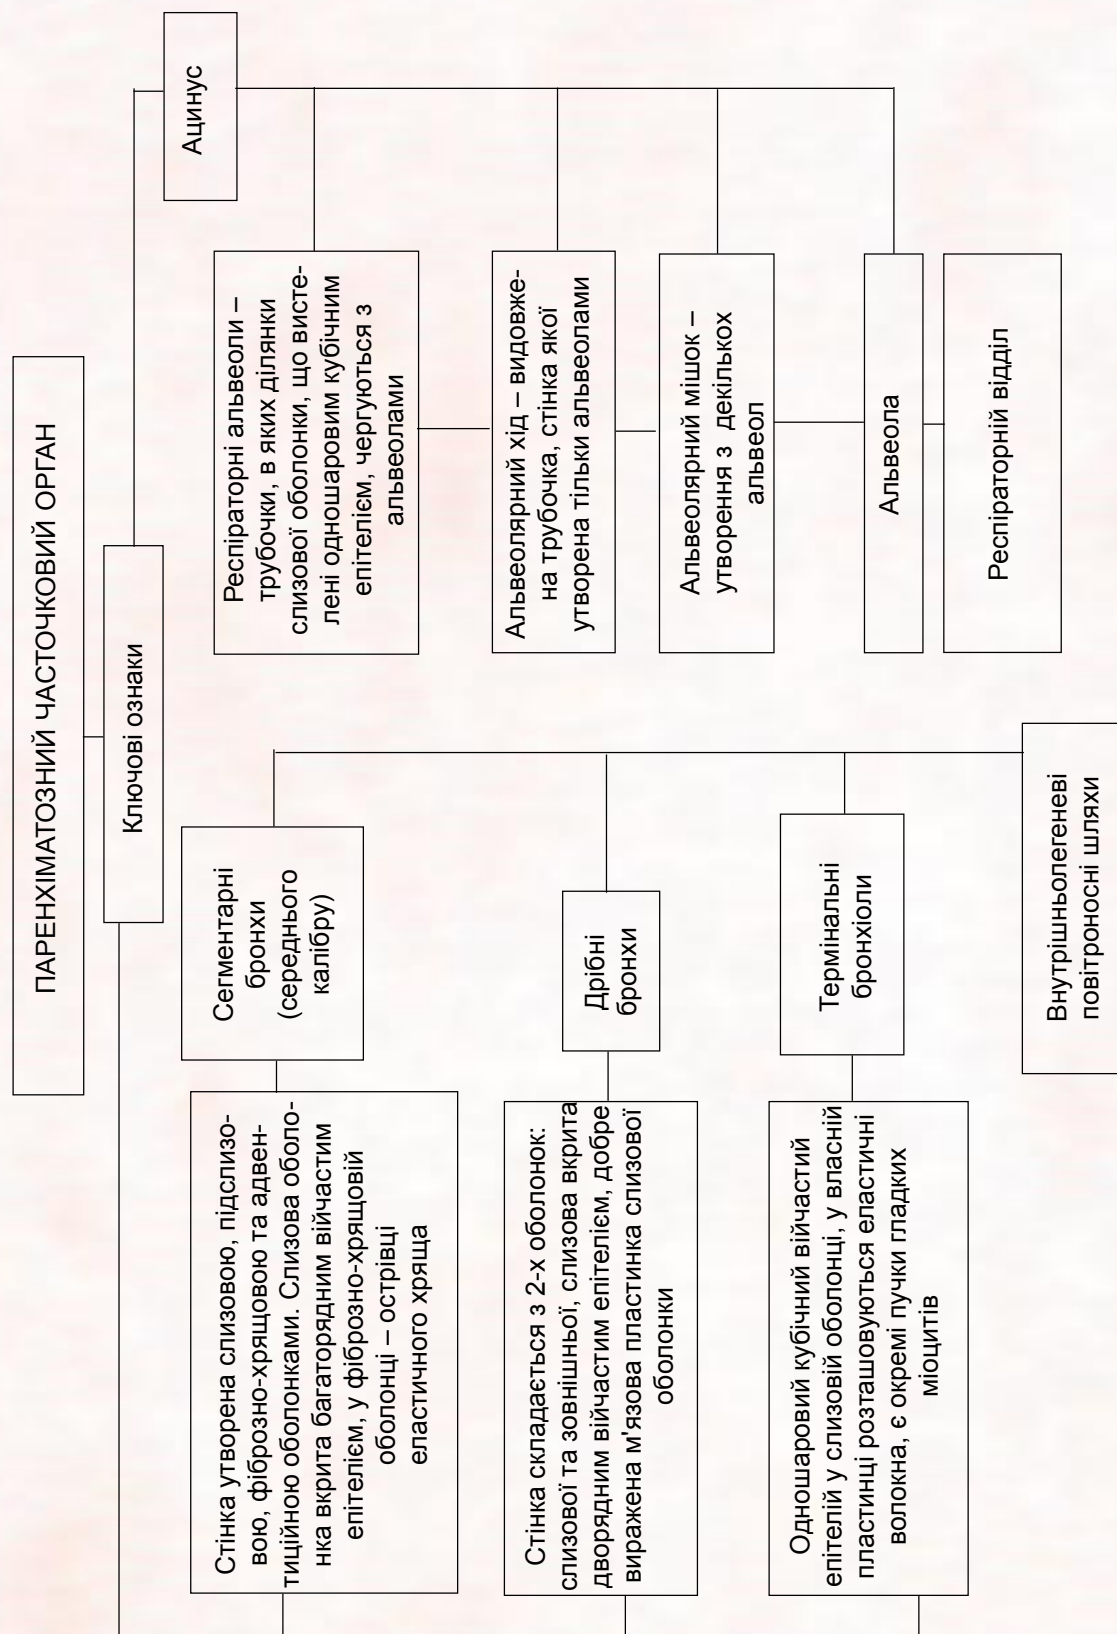 ПАРЕНХІМАТОЗНИЙ ЧАСТОЧКОВИЙ ОРГАН
Ключові ознаки
Сегментарні
бронхи
(середнього
калібру)
Стінка утворена слизовою, підслизо-
вою, фіброзно-хрящовою та адвен-
тиційною оболонками. Слизова оболо-
нка вкрита багаторядним війчастим
епітелієм, у фіброзно-хрящовій
оболонці – острівці
еластичного хряща
Дрібні
бронхи
Стінка складається з 2-х оболонок:
слизової та зовнішньої, слизова вкрита
дворядним війчастим епітелієм, добре
виражена м'язова пластинка слизової
оболонки
Термінальні
бронхіоли
Одношаровий кубічний війчастий
епітелій у слизовій оболонці, у власній
пластинці розташовуються еластичні
волокна, є окремі пучки гладких
міоцитів
Внутрішньолегеневі
повітроносні шляхи
Ацинус
Респіраторні альвеоли –
трубочки, в яких ділянки
слизової оболонки, що висте-
лені одношаровим кубічним
епітелієм, чергуються з
альвеолами
Альвеолярний хід – видовже-
на трубочка, стінка якої
утворена тільки альвеолами
Альвеолярний мішок –
утворення з декількох
альвеол
Альвеола
Респіраторній відділ